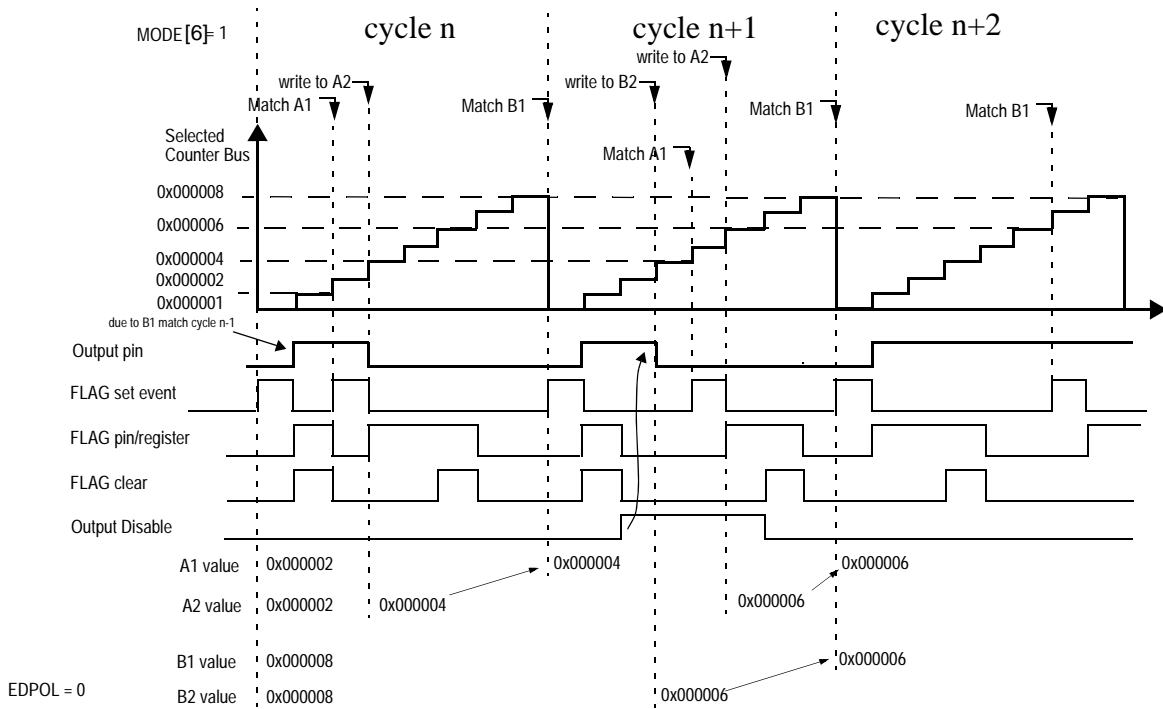 MODE[6]= 1
cycle n
cycle n+1
cycle n+2
write to A2
write to A2
write to B2
Match A1
Match B1
Match B1
Match B1
Selected
Counter Bus
Match A1
0x000008
0x000006
0x000004
0x000002
0x000001
due to B1 match cycle n-1
Output pin
FLAG set event
FLAG pin/register
FLAG clear
Output Disable
A1 value 0x000002 0x000004 0x000006
A2 value 0x000002 0x000004 0x000006
B1 value 0x000008 0x000006
EDPOL = 0
B2 value 0x000008 0x000006